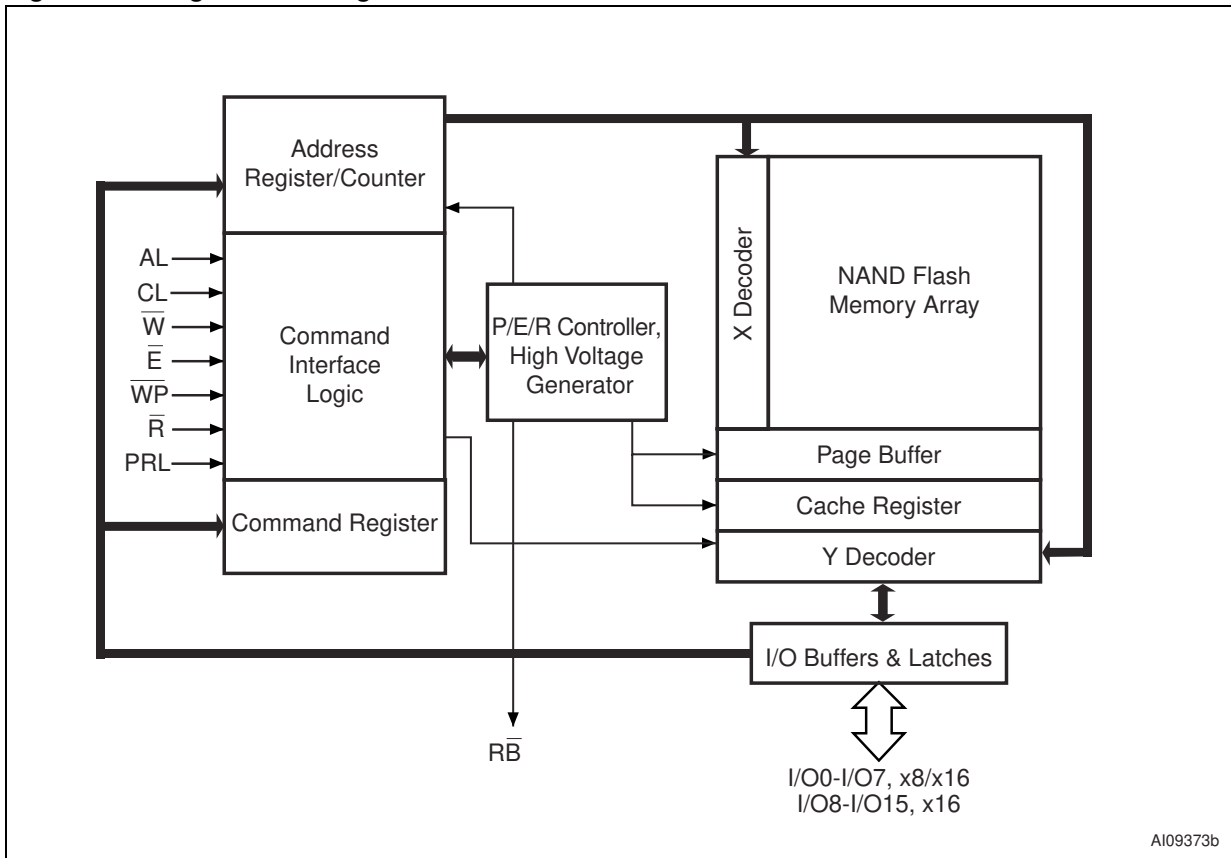 Address
Register/Counter
AL
CL
W̅
E̅
W̅P̅
R̅
PRL
Command
Interface
Logic
Command Register
P/E/R Controller,
High Voltage
Generator
RB̅
X Decoder
NAND Flash
Memory Array
Page Buffer
Cache Register
Y Decoder
I/O Buffers & Latches
I/O0-I/O7, x8/x16
I/O8-I/O15, x16
AI09373b